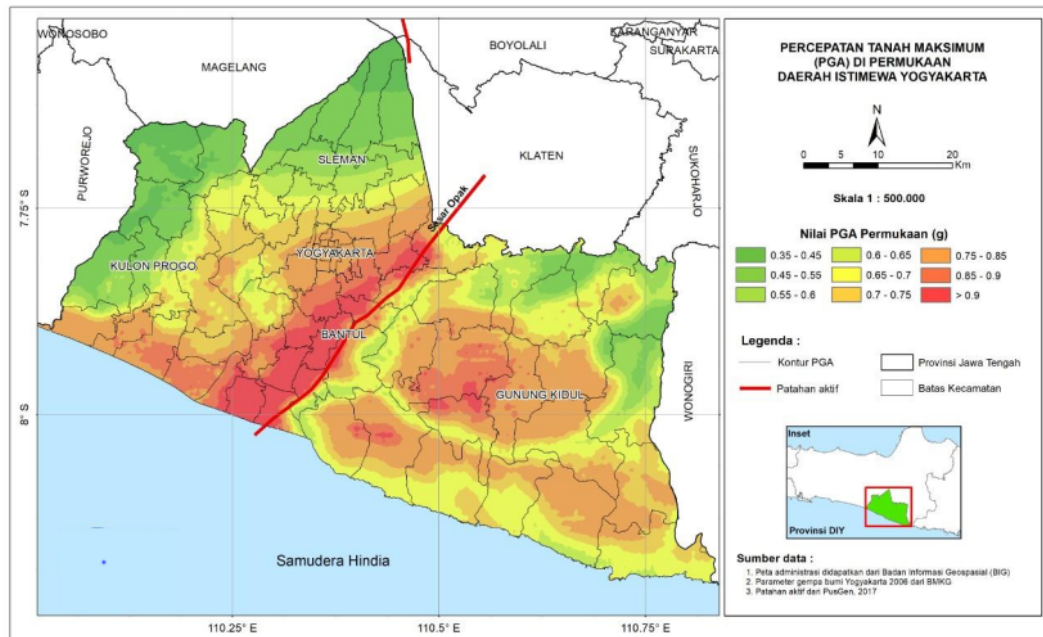 WONOSOBO
MAGELANG
BOYOLALI
KARANGANYAR
SURAKARTA
PURWOREJO
SLEMAN
KLATEN
SUKOHARJO
7.75° S
Sesar Opak
YOGYAKARTA
KULON PROGO
BANTUL
GUNUNG KIDUL
WONOGIRI
8° S
Samudera Hindia
110.25° E
110.5° E
110.75° E
PERCEPATAN TANAH MAKSIMUM
(PGA) DI PERMUKAAN
DAERAH ISTIMEWA YOGYAKARTA
N
0 10 20
Km
Skala 1 : 500.000
Nilai PGA Permukaan (g)
0.35 - 0.45 0.6 - 0.65 0.75 - 0.85
0.45 - 0.55 0.65 - 0.7 0.85 - 0.9
0.55 - 0.6 0.7 - 0.75 > 0.9
Legenda :
Kontur PGA Provinsi Jawa Tengah
Patahan aktif Batas Kecamatan
Inset
Provinsi DIY
Sumber data :
1. Peta administrasi didapatkan dari Badan Informasi Geospasial (BIG)
2. Parameter gempa bumi Yogyakarta 2006 dari BMKG
3. Patahan aktif dari PusGen, 2017